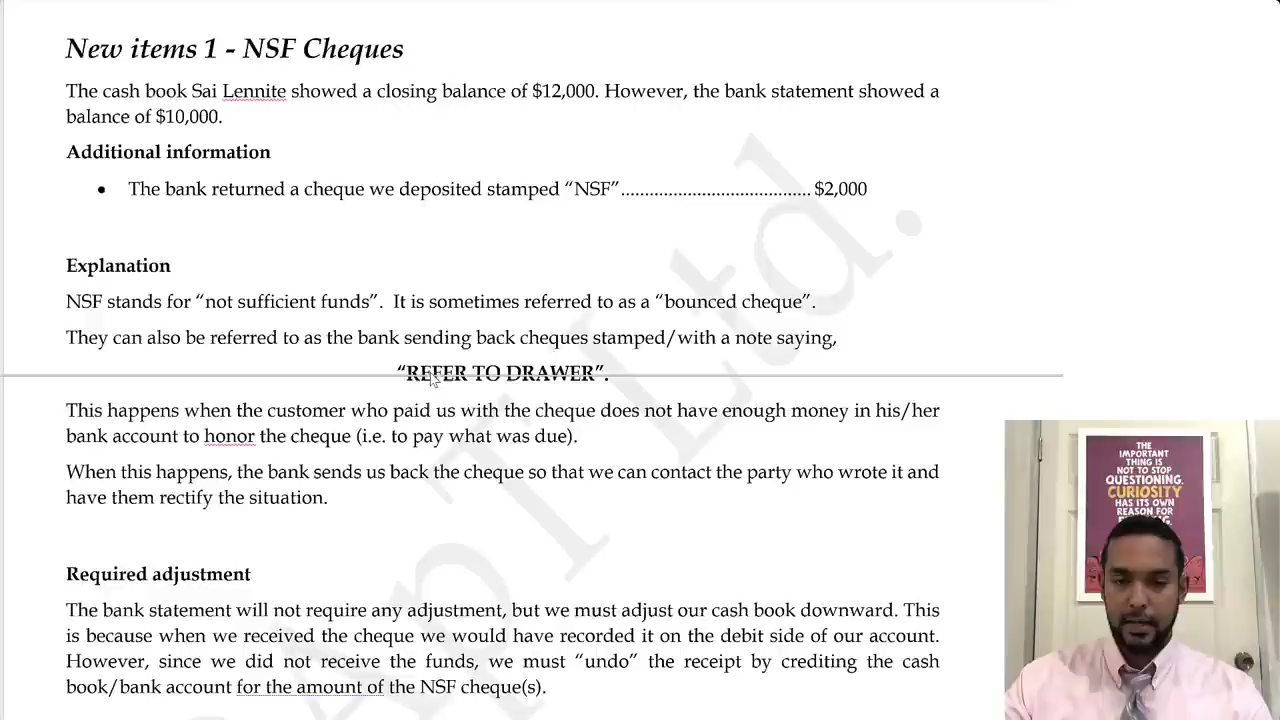 New items 1 - NSF Cheques
The cash book Sai Lennite showed a closing balance of $12,000. However, the bank statement showed a
balance of $10,000.
Additional information
• The bank returned a cheque we deposited stamped “NSF”....................................... $2,000
Explanation
NSF stands for “not sufficient funds”. It is sometimes referred to as a “bounced cheque”.
They can also be referred to as the bank sending back cheques stamped/with a note saying,
“REFER TO DRAWER”.
This happens when the customer who paid us with the cheque does not have enough money in his/her
bank account to honor the cheque (i.e. to pay what was due).
When this happens, the bank sends us back the cheque so that we can contact the party who wrote it and
have them rectify the situation.
Required adjustment
The bank statement will not require any adjustment, but we must adjust our cash book downward. This
is because when we received the cheque we would have recorded it on the debit side of our account.
However, since we did not receive the funds, we must “undo” the receipt by crediting the cash
book/bank account for the amount of the NSF cheque(s).
ApT Ltd.
THE
IMPORTANT
THING IS
NOT TO STOP
QUESTIONING.
CURIOSITY
HAS ITS OWN
REASON FOR